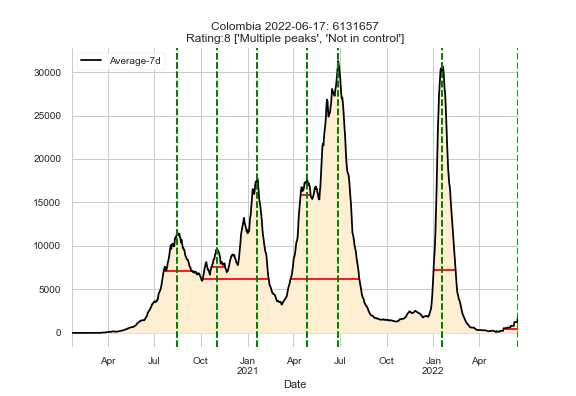 Colombia 2022-06-17: 6131657
Rating:8 ['Multiple peaks', 'Not in control']
Average-7d
30000
25000
20000
15000
10000
5000
0
Apr Jul Oct Jan Apr Jul Oct Jan Apr
2021 2022
Date